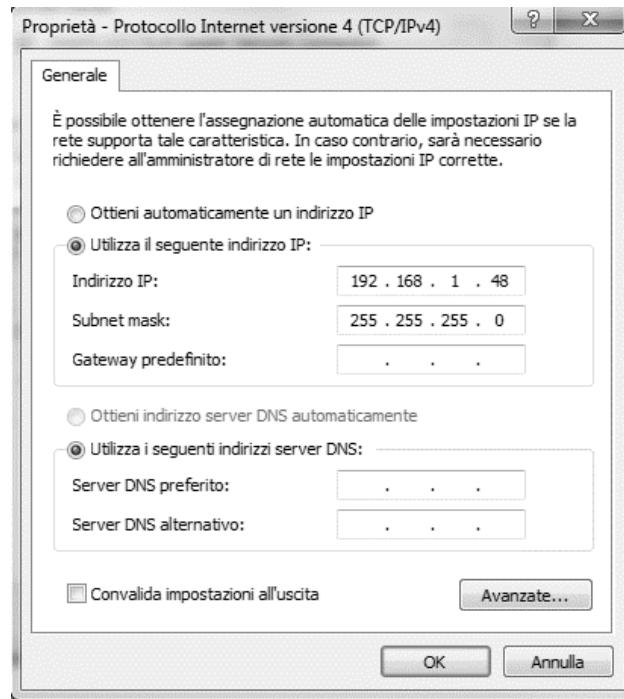 Proprietà - Protocollo Internet versione 4 (TCP/IPv4)
Generale
È possibile ottenere l'assegnazione automatica delle impostazioni IP se la
rete supporta tale caratteristica. In caso contrario, sarà necessario
richiedere all'amministratore di rete le impostazioni IP corrette.
Ottieni automaticamente un indirizzo IP
Utilizza il seguente indirizzo IP:
Indirizzo IP: 192 . 168 . 1 . 48
Subnet mask: 255 . 255 . 255 . 0
Gateway predefinito: . . .
Ottieni indirizzo server DNS automaticamente
Utilizza i seguenti indirizzi server DNS:
Server DNS preferito: . . .
Server DNS alternativo: . . .
Convalida impostazioni all'uscita Avanzate...
OK Annulla